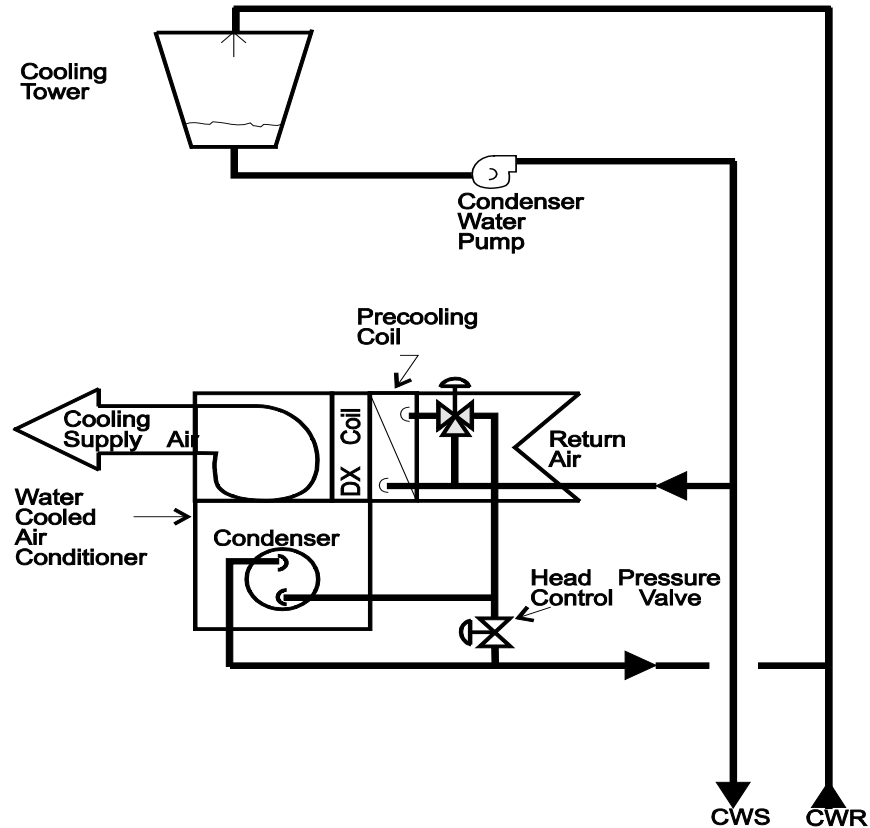 Cooling
Tower
Condenser
Water
Pump
Precooling
Coil
Cooling
Supply Air
DX Coil
Return
Air
Water
Cooled
Air
Conditioner
Condenser
Head Pressure
Control Valve
CWS
CWR